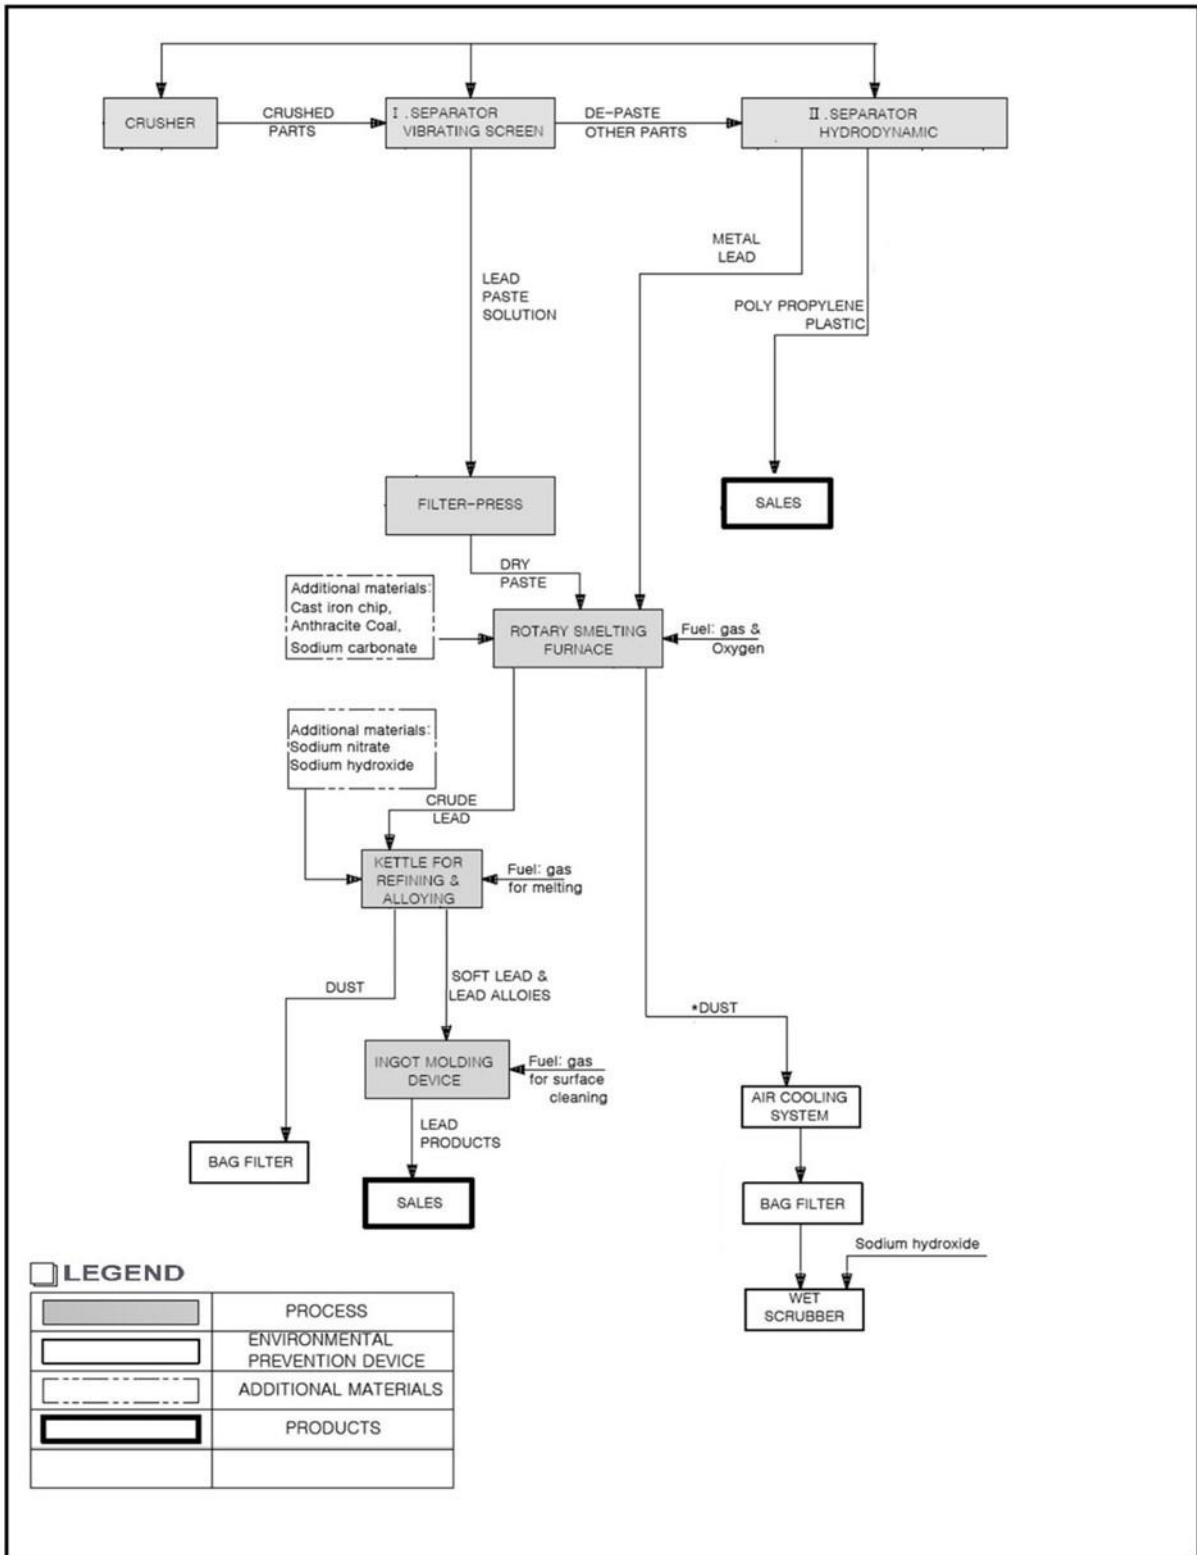 CRUSHER
CRUSHED
PARTS
Ⅰ.SEPARATOR
VIBRATING SCREEN
DE-PASTE
OTHER PARTS
Ⅱ.SEPARATOR
HYDRODYNAMIC
METAL
LEAD
LEAD
PASTE
SOLUTION
POLY PROPYLENE
PLASTIC
FILTER-PRESS
SALES
DRY
PASTE
Additional materials:
Cast iron chip,
Anthracite Coal,
Sodium carbonate
ROTARY SMELTING
FURNACE
Fuel: gas &
Oxygen
Additional materials:
Sodium nitrate
Sodium hydroxide
CRUDE
LEAD
KETTLE FOR
REFINING &
ALLOYING
Fuel: gas
for melting
DUST
SOFT LEAD &
LEAD ALLOIES
*DUST
INGOT MOLDING
DEVICE
Fuel: gas
for surface
cleaning
AIR COOLING
SYSTEM
LEAD
PRODUCTS
BAG FILTER
SALES
BAG FILTER
Sodium hydroxide
WET
SCRUBBER
LEGEND
PROCESS
ENVIRONMENTAL
PREVENTION DEVICE
ADDITIONAL MATERIALS
PRODUCTS